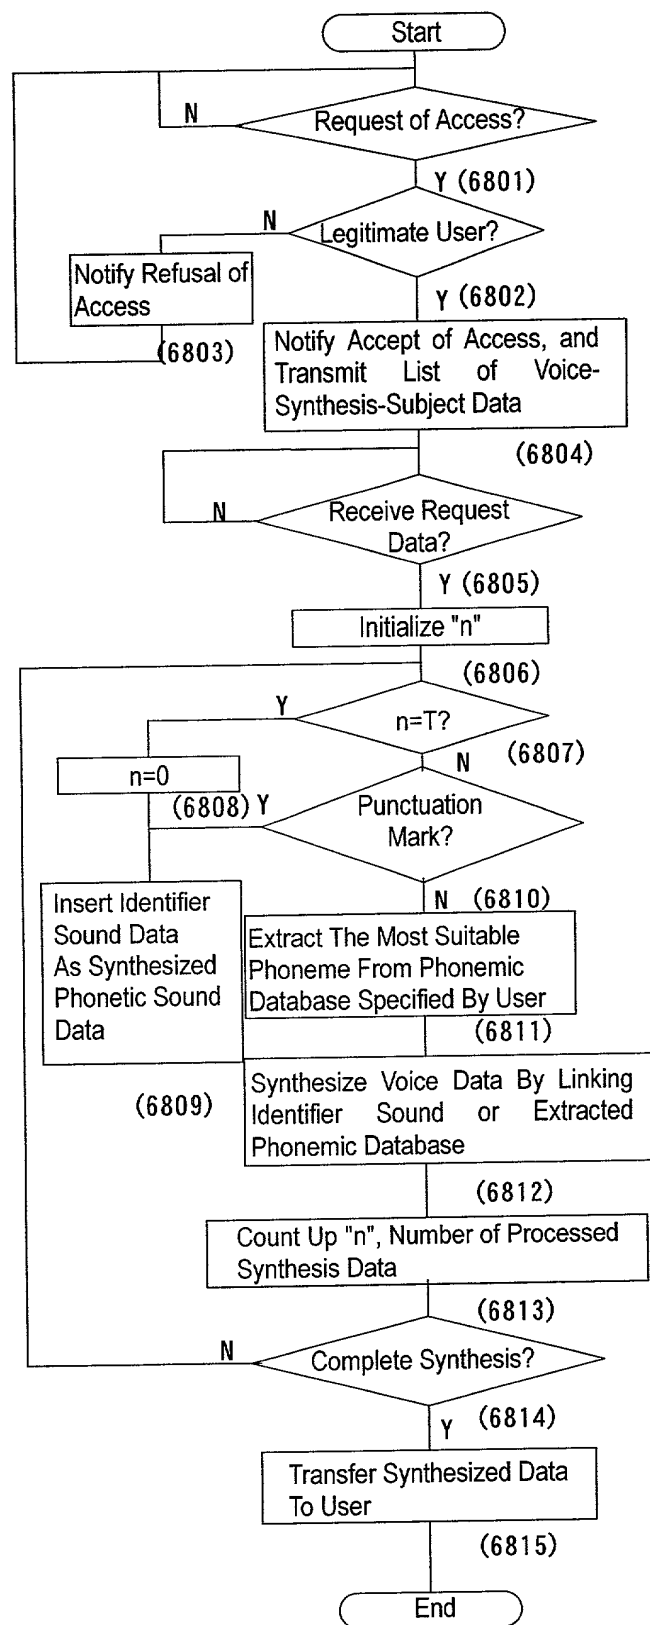 Start
N
Request of Access?
Y (6801)
N
Legitimate User?
Notify Refusal of
Access
Y (6802)
(6803)
Notify Accept of Access, and
Transmit List of Voice-
Synthesis-Subject Data
(6804)
N
Receive Request
Data?
Y (6805)
Initialize "n"
(6806)
Y
n=T?
N
(6807)
n=0
(6808)
Y
Punctuation
Mark?
N
(6810)
Insert Identifier
Sound Data
As Synthesized
Phonetic Sound
Data
Extract The Most Suitable
Phoneme From Phonemic
Database Specified By User
(6811)
(6809)
Synthesize Voice Data By Linking
Identifier Sound or Extracted
Phonemic Database
(6812)
Count Up "n", Number of Processed
Synthesis Data
(6813)
N
Complete Synthesis?
Y
(6814)
Transfer Synthesized Data
To User
(6815)
End